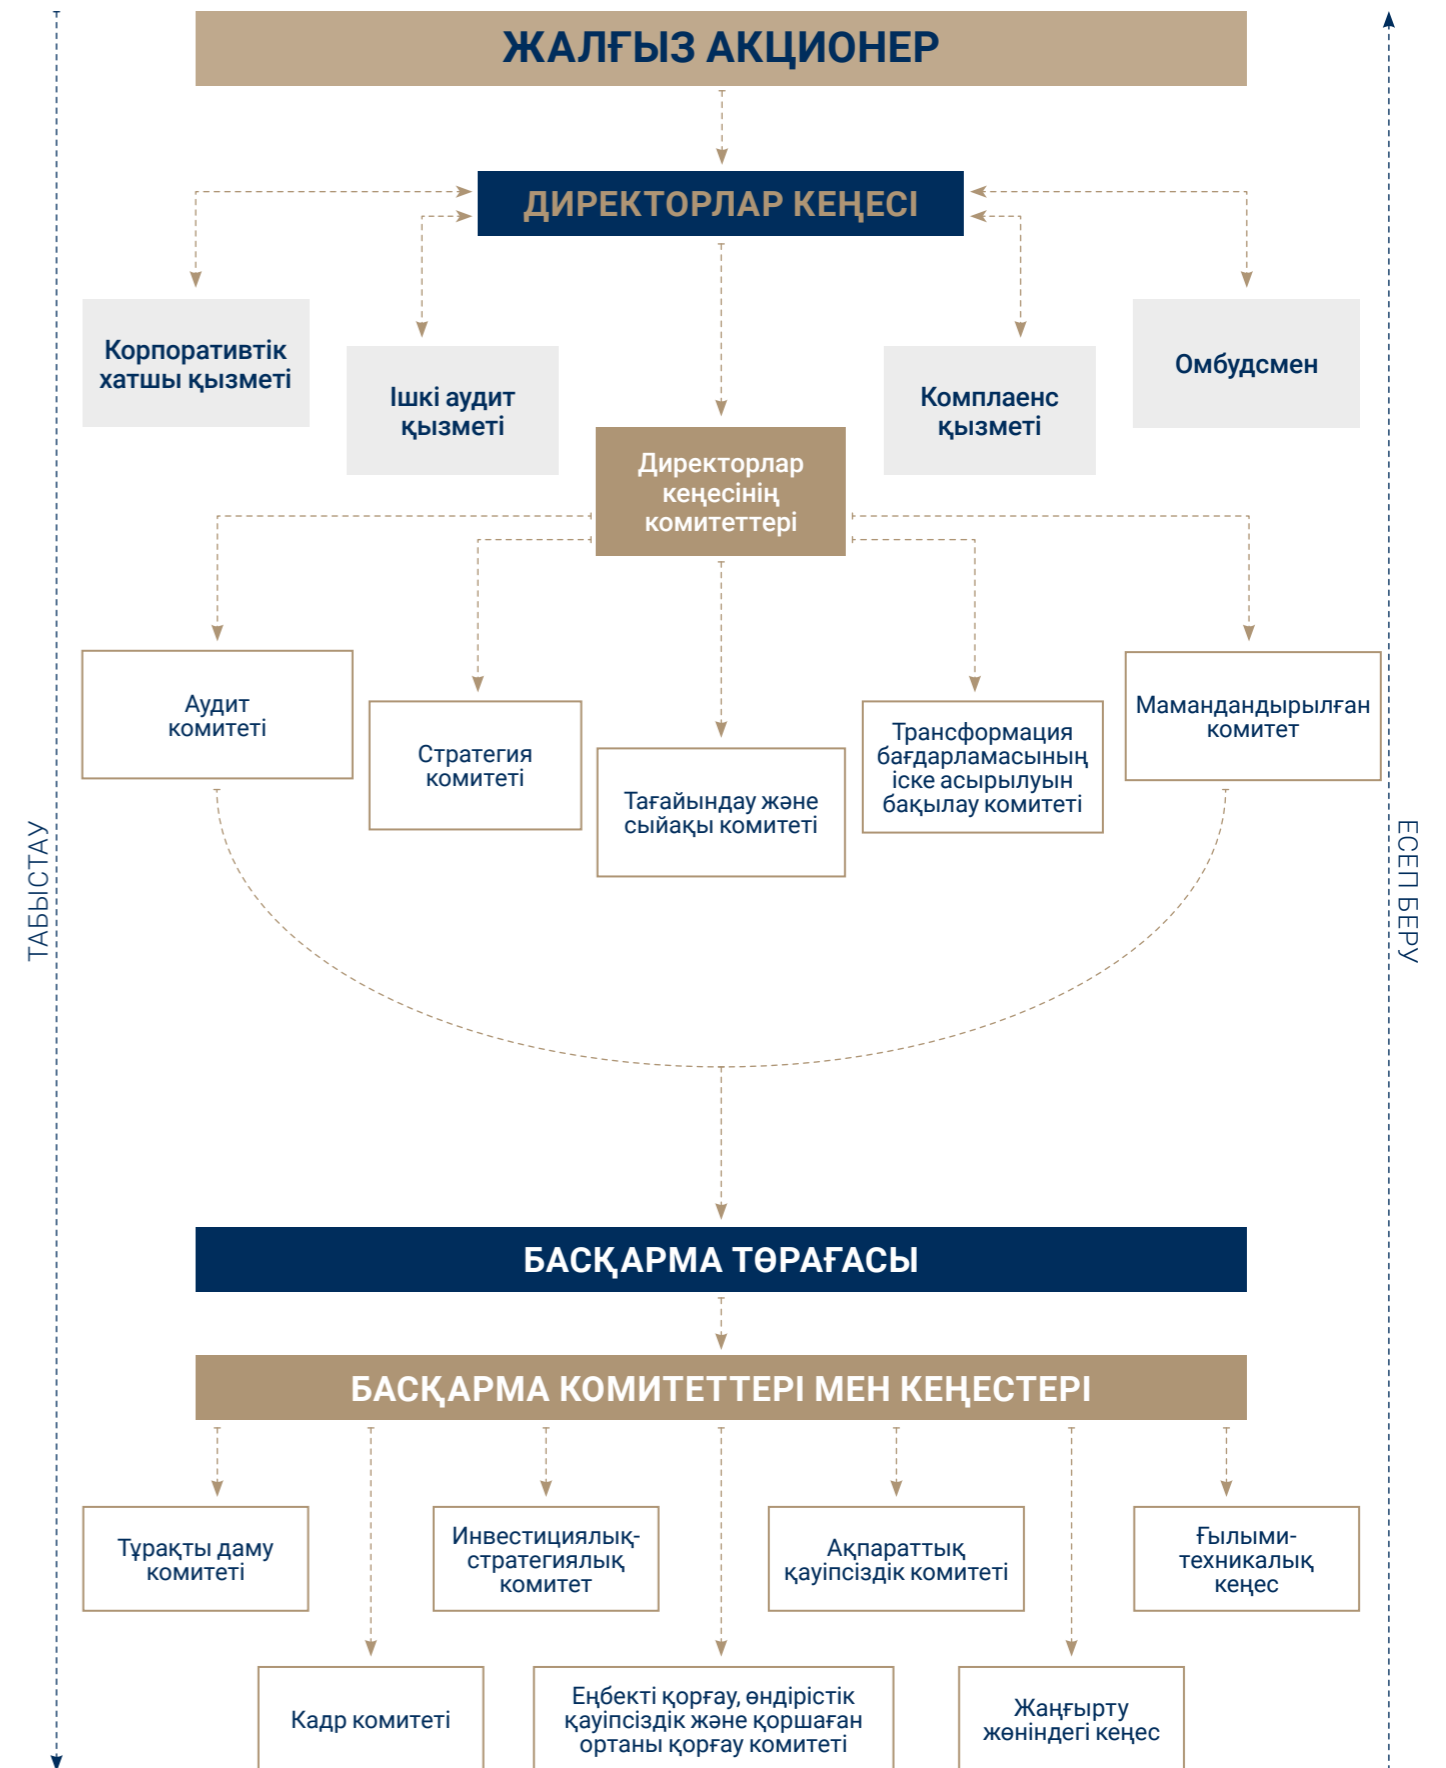 ЖАЛҒЫЗ АКЦИОНЕР
ДИРЕКТОРЛАР КЕҢЕСІ
Корпоративтік
хатшы қызметі
Ішкі аудит
қызметі
Комплаенс
қызметі
Омбудсмен
Директорлар
кеңесінің
комитеттері
Аудит
комитеті
Стратегия
комитеті
Тағайындау және
сыйақы комитеті
Трансформация
бағдарламасының
іске асырылуын
бақылау комитеті
Мамандандырылған
комитет
ТАБЫСТАУ
ЕСЕП БЕРУ
БАСҚАРМА ТӨРАҒАСЫ
БАСҚАРМА КОМИТЕТТЕРІ МЕН КЕҢЕСТЕРІ
Тұрақты даму
комитеті
Инвестициялық-
стратегиялық
комитет
Ақпараттық
қауіпсіздік комитеті
Ғылыми-
техникалық
кеңес
Кадр комитеті
Еңбекті қорғау, өндірістік
қауіпсіздік және қоршаған
ортаны қорғау комитеті
Жаңғырту
жөніндегі кеңес